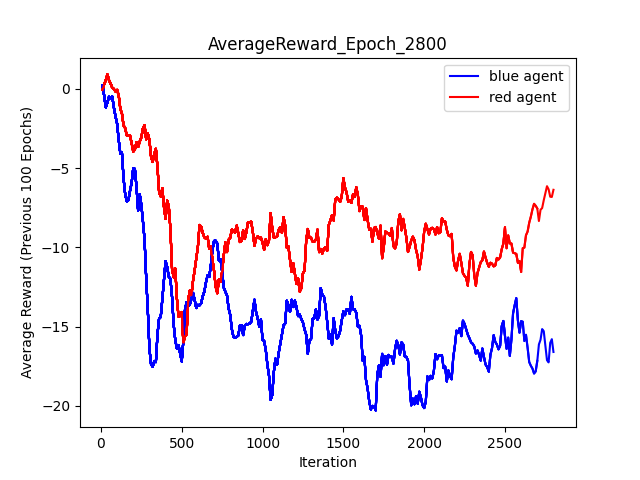 AverageReward_Epoch_2800
blue agent
red agent
Average Reward (Previous 100 Epochs)
0
−5
−10
−15
−20
0
500
1000
1500
2000
2500
Iteration